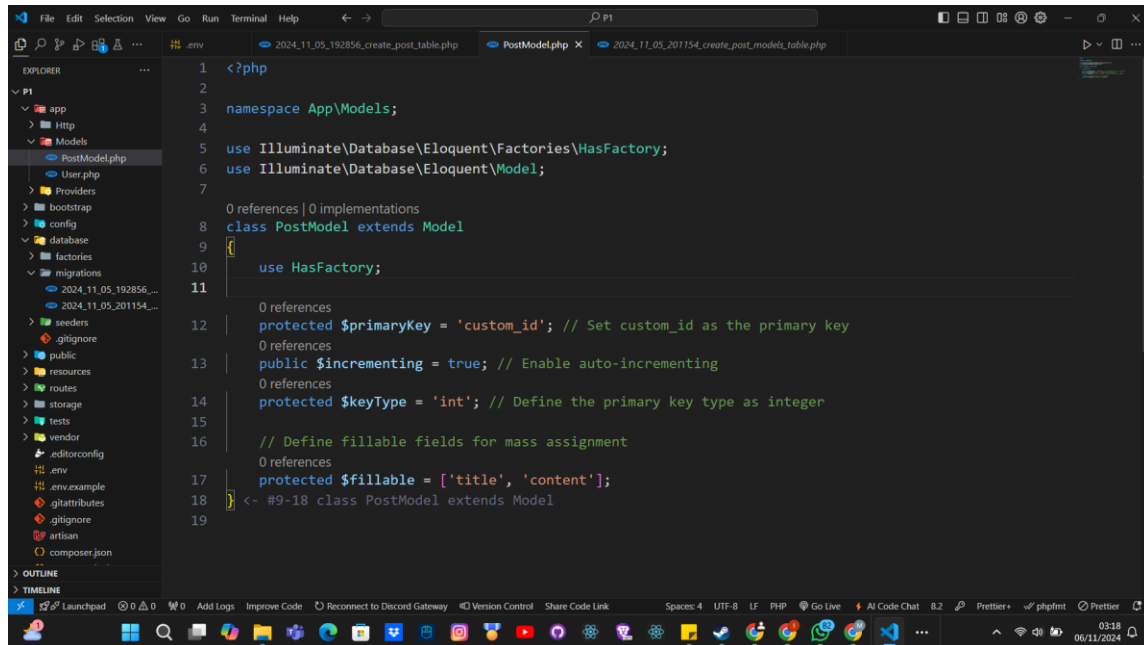 File Edit Selection View Go Run Terminal Help
P1
.env
2024_11_05_192856_create_post_table.php
PostModel.php
2024_11_05_201154_create_post_models_table.php
EXPLORER
P1
app
Http
Models
PostModel.php
User.php
Providers
bootstrap
config
database
factories
migrations
2024_11_05_192856_...
2024_11_05_201154_...
seeders
.gitignore
public
resources
routes
storage
tests
vendor
.editorconfig
.env
.env.example
.gitattributes
.gitignore
artisan
composer.json
OUTLINE
TIMELINE
1 <?php
2
3 namespace App\Models;
4
5 use Illuminate\Database\Eloquent\Factories\HasFactory;
6 use Illuminate\Database\Eloquent\Model;
7
0 references | 0 implementations
8 class PostModel extends Model
9 {
10 use HasFactory;
11
0 references
12 protected $primaryKey = 'custom_id'; // Set custom_id as the primary key
0 references
13 public $incrementing = true; // Enable auto-incrementing
0 references
14 protected $keyType = 'int'; // Define the primary key type as integer
15
16 // Define fillable fields for mass assignment
0 references
17 protected $fillable = ['title', 'content'];
18 } <- #9-18 class PostModel extends Model
19
Launchpad 0 0 0 Add Logs Improve Code Reconnect to Discord Gateway Version Control Share Code Link Spaces: 4 UTF-8 LF PHP Go Live AI Code Chat 8.2 Prettier+ phpfmt Prettier
1
82
03:18
06/11/2024